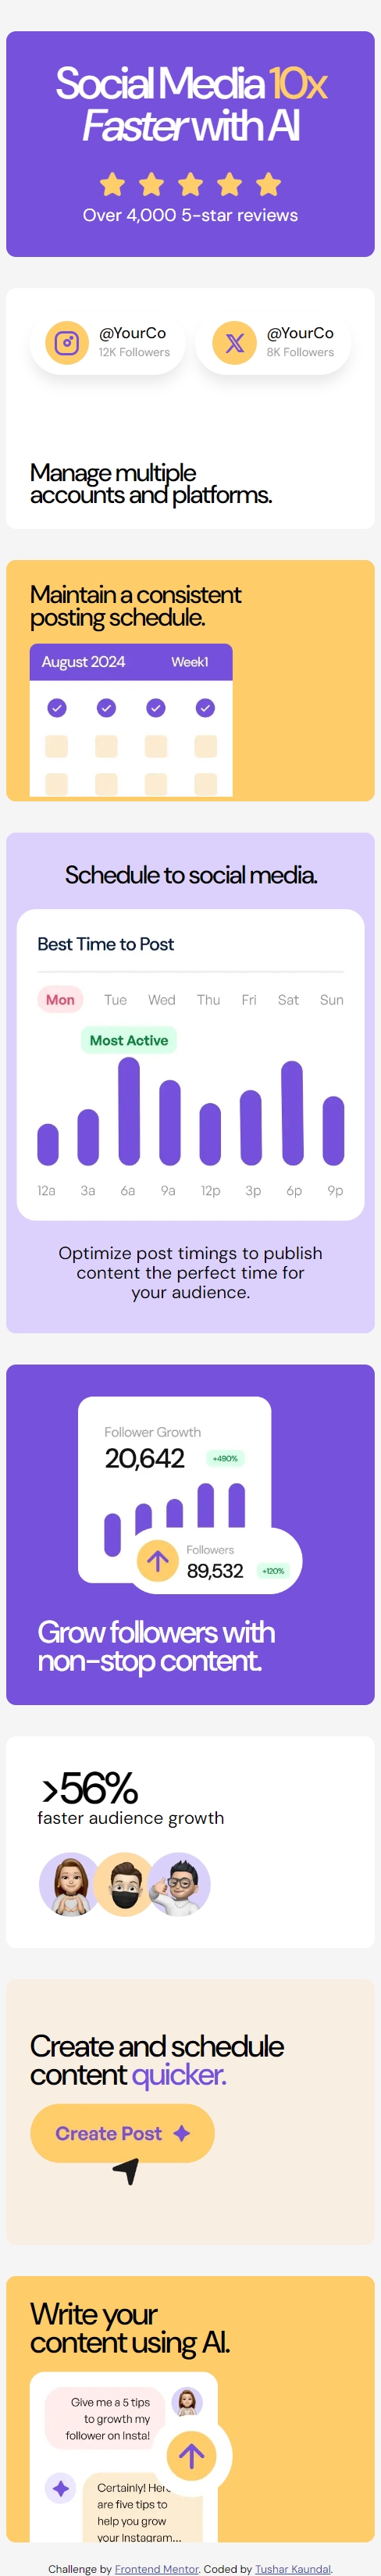 Social Media 10x
Faster with AI
Over 4,000 5-star reviews
@YourCo
12K Followers
@YourCo
8K Followers
Manage multiple
accounts and platforms.
Maintain a consistent
posting schedule.
August 2024 Week1
Schedule to social media.
Best Time to Post
Mon Tue Wed Thu Fri Sat Sun
Most Active
12a 3a 6a 9a 12p 3p 6p 9p
Optimize post timings to publish
content the perfect time for
your audience.
Follower Growth
20,642 +490%
Followers
89,532 +120%
Grow followers with
non-stop content.
>56%
faster audience growth
Create and schedule
content quicker.
Create Post
Write your
content using AI.
Give me a 5 tips
to growth my
follower on Insta!
Certainly! Here
are five tips to
help you grow
your Instagram...
Challenge by Frontend Mentor. Coded by Tushar Kaundal.